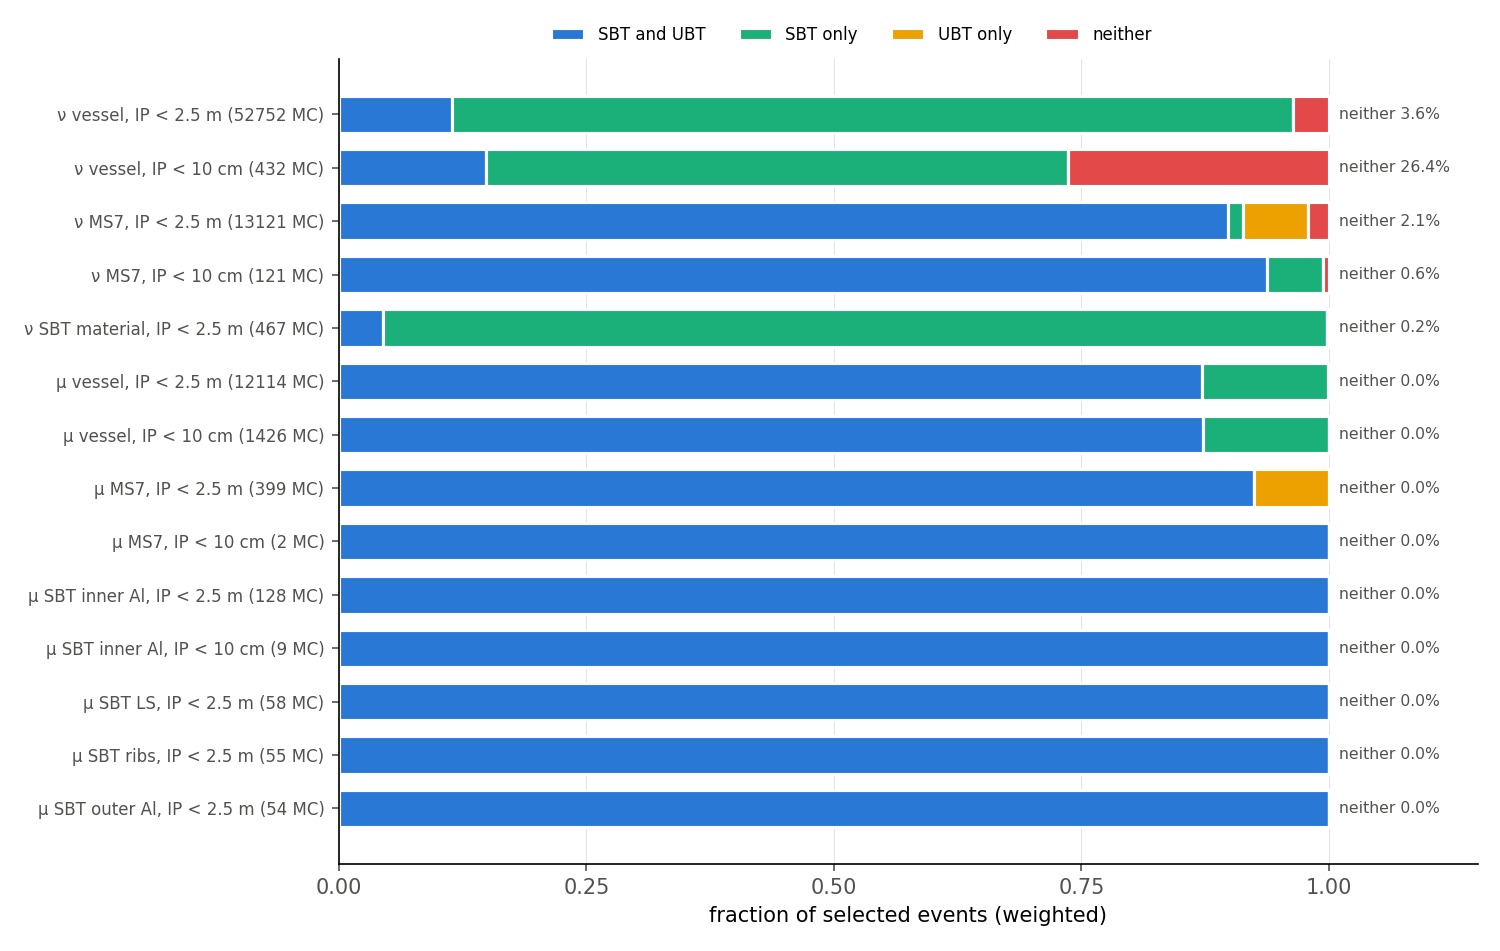 SBT and UBT SBT only UBT only neither
ν vessel, IP < 2.5 m (52752 MC) neither 3.6%
ν vessel, IP < 10 cm (432 MC) neither 26.4%
ν MS7, IP < 2.5 m (13121 MC) neither 2.1%
ν MS7, IP < 10 cm (121 MC) neither 0.6%
ν SBT material, IP < 2.5 m (467 MC) neither 0.2%
μ vessel, IP < 2.5 m (12114 MC) neither 0.0%
μ vessel, IP < 10 cm (1426 MC) neither 0.0%
μ MS7, IP < 2.5 m (399 MC) neither 0.0%
μ MS7, IP < 10 cm (2 MC) neither 0.0%
μ SBT inner Al, IP < 2.5 m (128 MC) neither 0.0%
μ SBT inner Al, IP < 10 cm (9 MC) neither 0.0%
μ SBT LS, IP < 2.5 m (58 MC) neither 0.0%
μ SBT ribs, IP < 2.5 m (55 MC) neither 0.0%
μ SBT outer Al, IP < 2.5 m (54 MC) neither 0.0%
0.00 0.25 0.50 0.75 1.00
fraction of selected events (weighted)